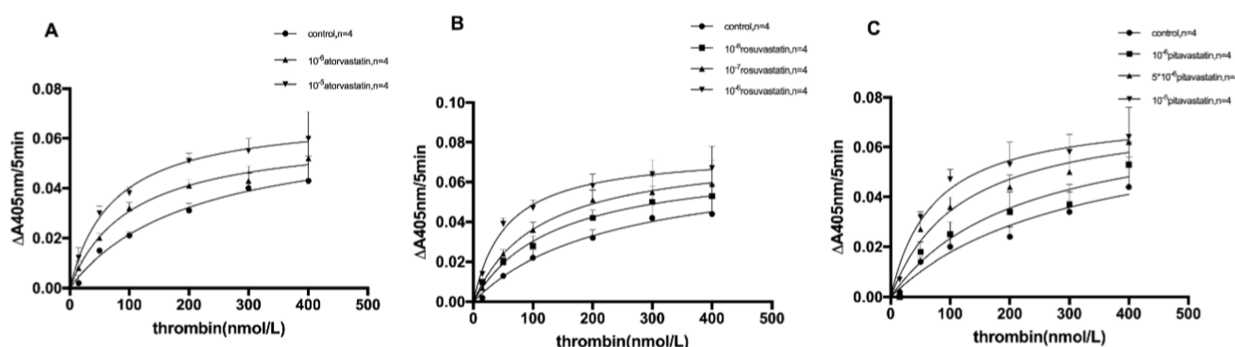 A
control,n=4
10⁻⁶atorvastatin,n=4
10⁻⁵atorvastatin,n=4
ΔA405nm/5min
0.08
0.06
0.04
0.02
0.00
0 100 200 300 400 500
thrombin(nmol/L)
B
control,n=4
10⁻⁸rosuvastatin,n=4
10⁻⁷rosuvastatin,n=4
10⁻⁶rosuvastatin,n=4
ΔA405nm/5min
0.10
0.08
0.06
0.04
0.02
0.00
0 100 200 300 400 500
thrombin(nmol/L)
C
control,n=4
10⁻⁶pitavastatin,n=4
5*10⁻⁶pitavastatin,n=
10⁻⁵pitavastatin,n=4
ΔA405nm/5min
0.08
0.06
0.04
0.02
0.00
0 100 200 300 400 500
thrombin(nmol/L)